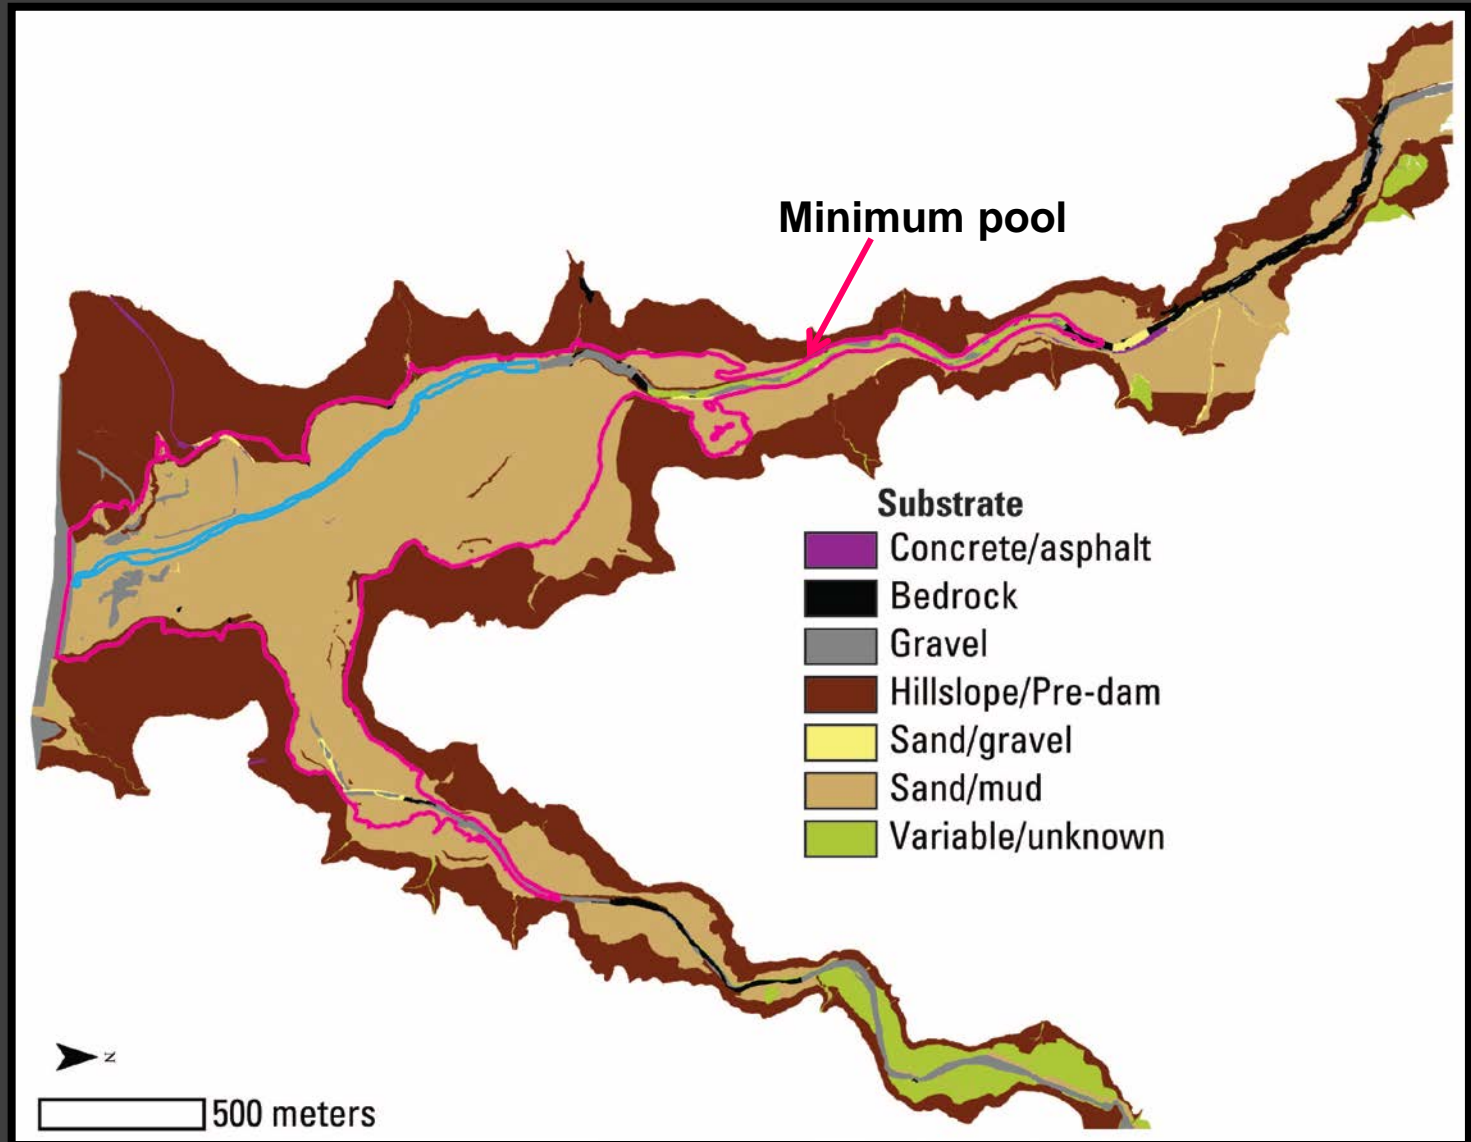 Minimum pool
Substrate
Concrete/asphalt
Bedrock
Gravel
Hillslope/Pre-dam
Sand/gravel
Sand/mud
Variable/unknown
N
500 meters